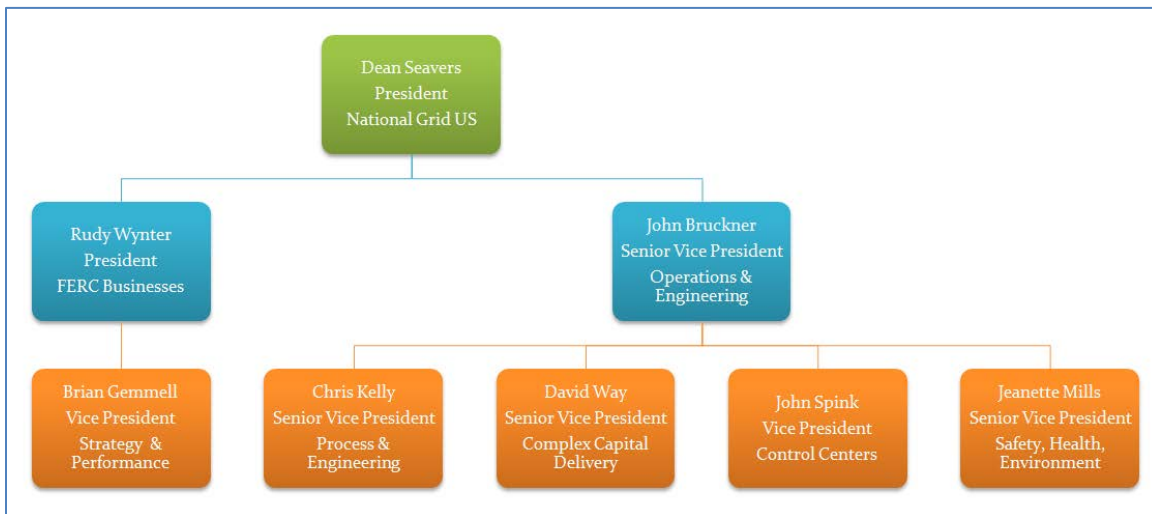 Dean Seavers
President
National Grid US
Rudy Wynter
President
FERC Businesses
John Bruckner
Senior Vice President
Operations &
Engineering
Brian Gemmell
Vice President
Strategy &
Performance
Chris Kelly
Senior Vice President
Process &
Engineering
David Way
Senior Vice President
Complex Capital
Delivery
John Spink
Vice President
Control Centers
Jeanette Mills
Senior Vice President
Safety, Health,
Environment